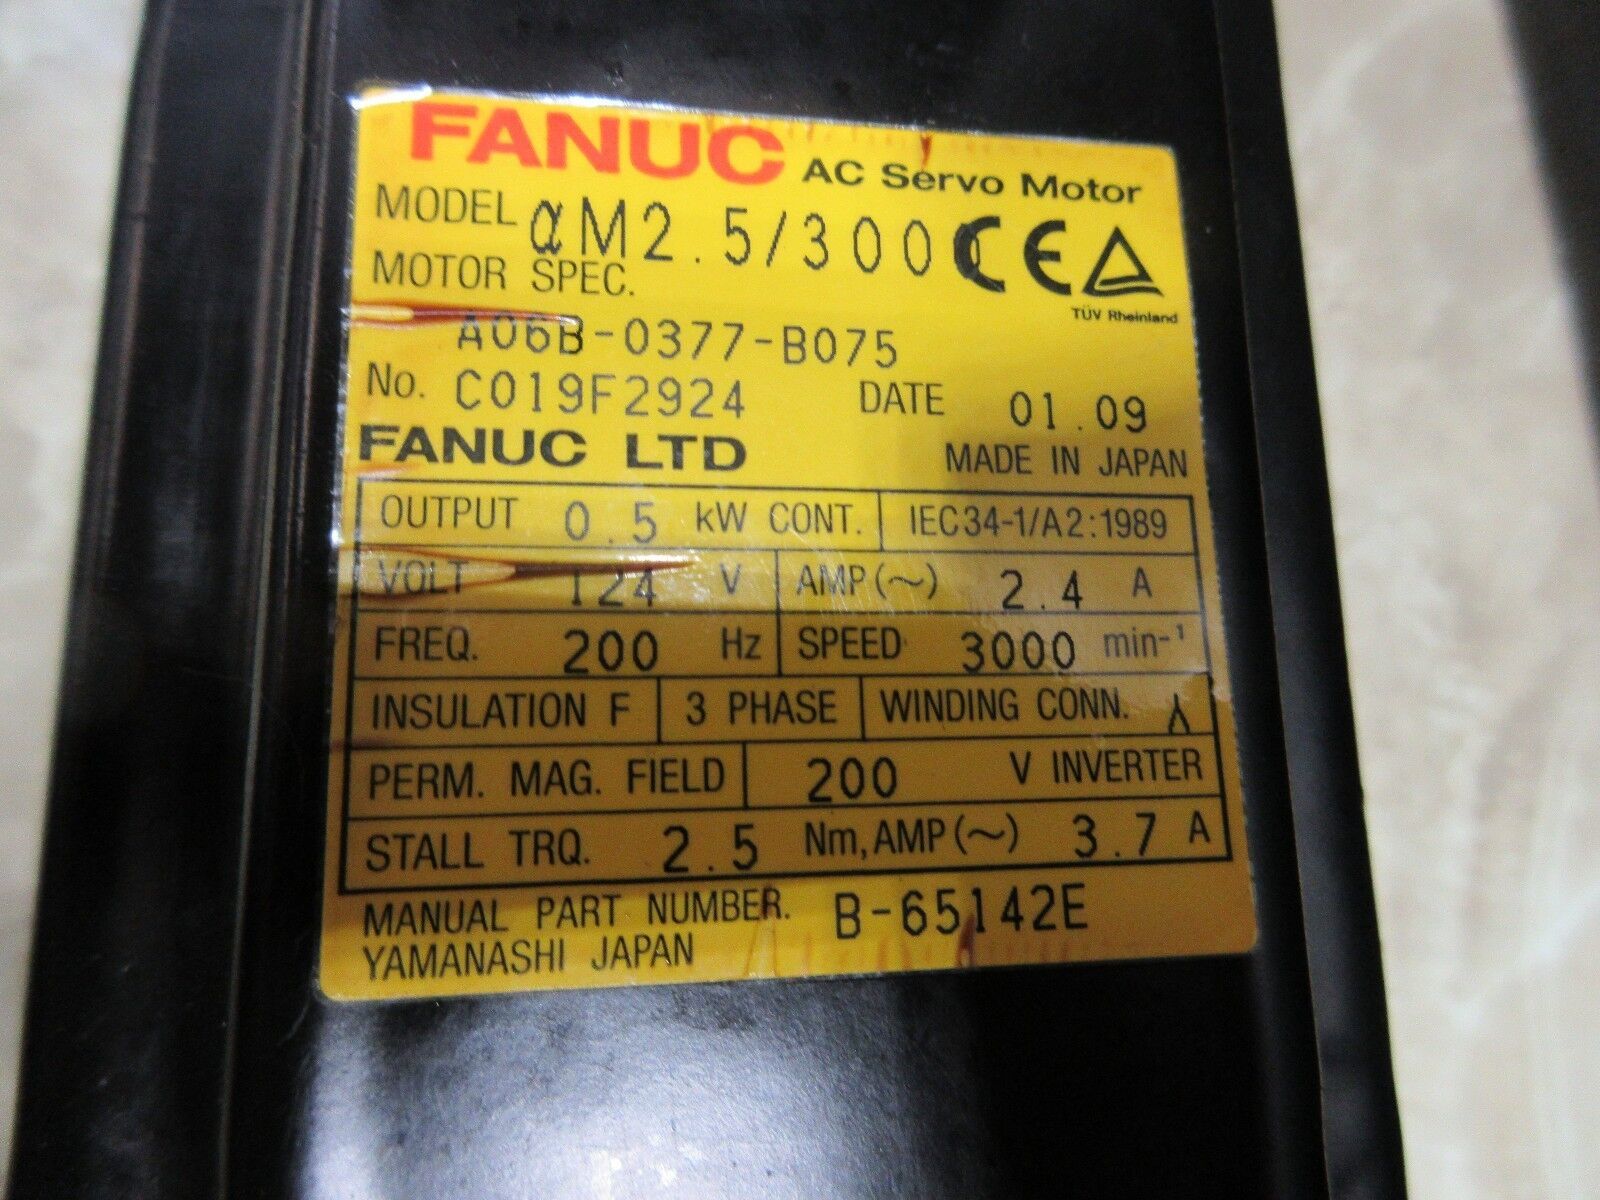 FANUC AC Servo Motor
MODEL αM2.5/3000 CE
TÜV Rheinland
MOTOR SPEC.
A06B-0377-B075
No. C019F2924 DATE 01.09
FANUC LTD MADE IN JAPAN
OUTPUT 0.5 kW CONT. IEC34-1/A2:1989
VOLT 124 V AMP(~) 2.4 A
FREQ. 200 Hz SPEED 3000 min-¹
INSULATION F 3 PHASE WINDING CONN. Y
PERM. MAG. FIELD 200 V INVERTER
STALL TRQ. 2.5 Nm, AMP(~) 3.7 A
MANUAL PART NUMBER. B-65142E
YAMANASHI JAPAN